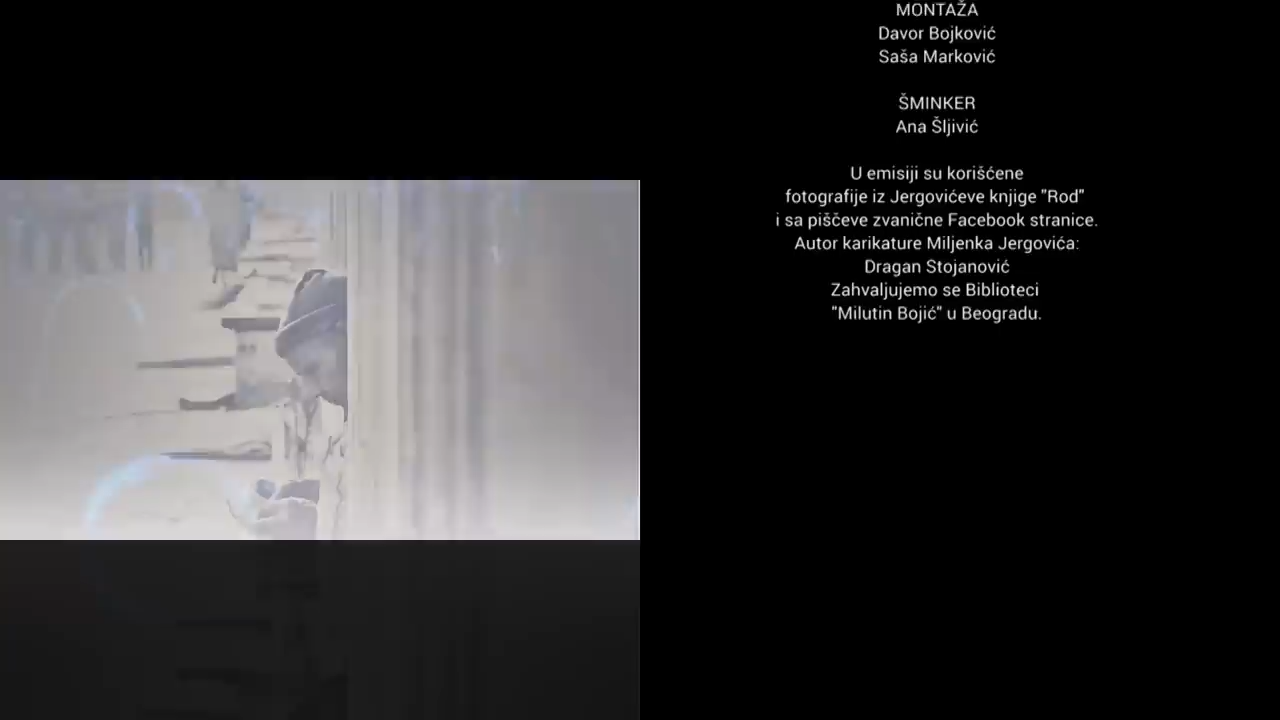 MONTAŽA
Davor Bojković
Saša Marković
ŠMINKER
Ana Šljivić
U emisiji su korišćene
fotografije iz Jergovićeve knjige "Rod"
i sa piščeve zvanične Facebook stranice.
Autor karikature Miljenka Jergovića:
Dragan Stojanović
Zahvaljujemo se Biblioteci
"Milutin Bojić" u Beogradu.